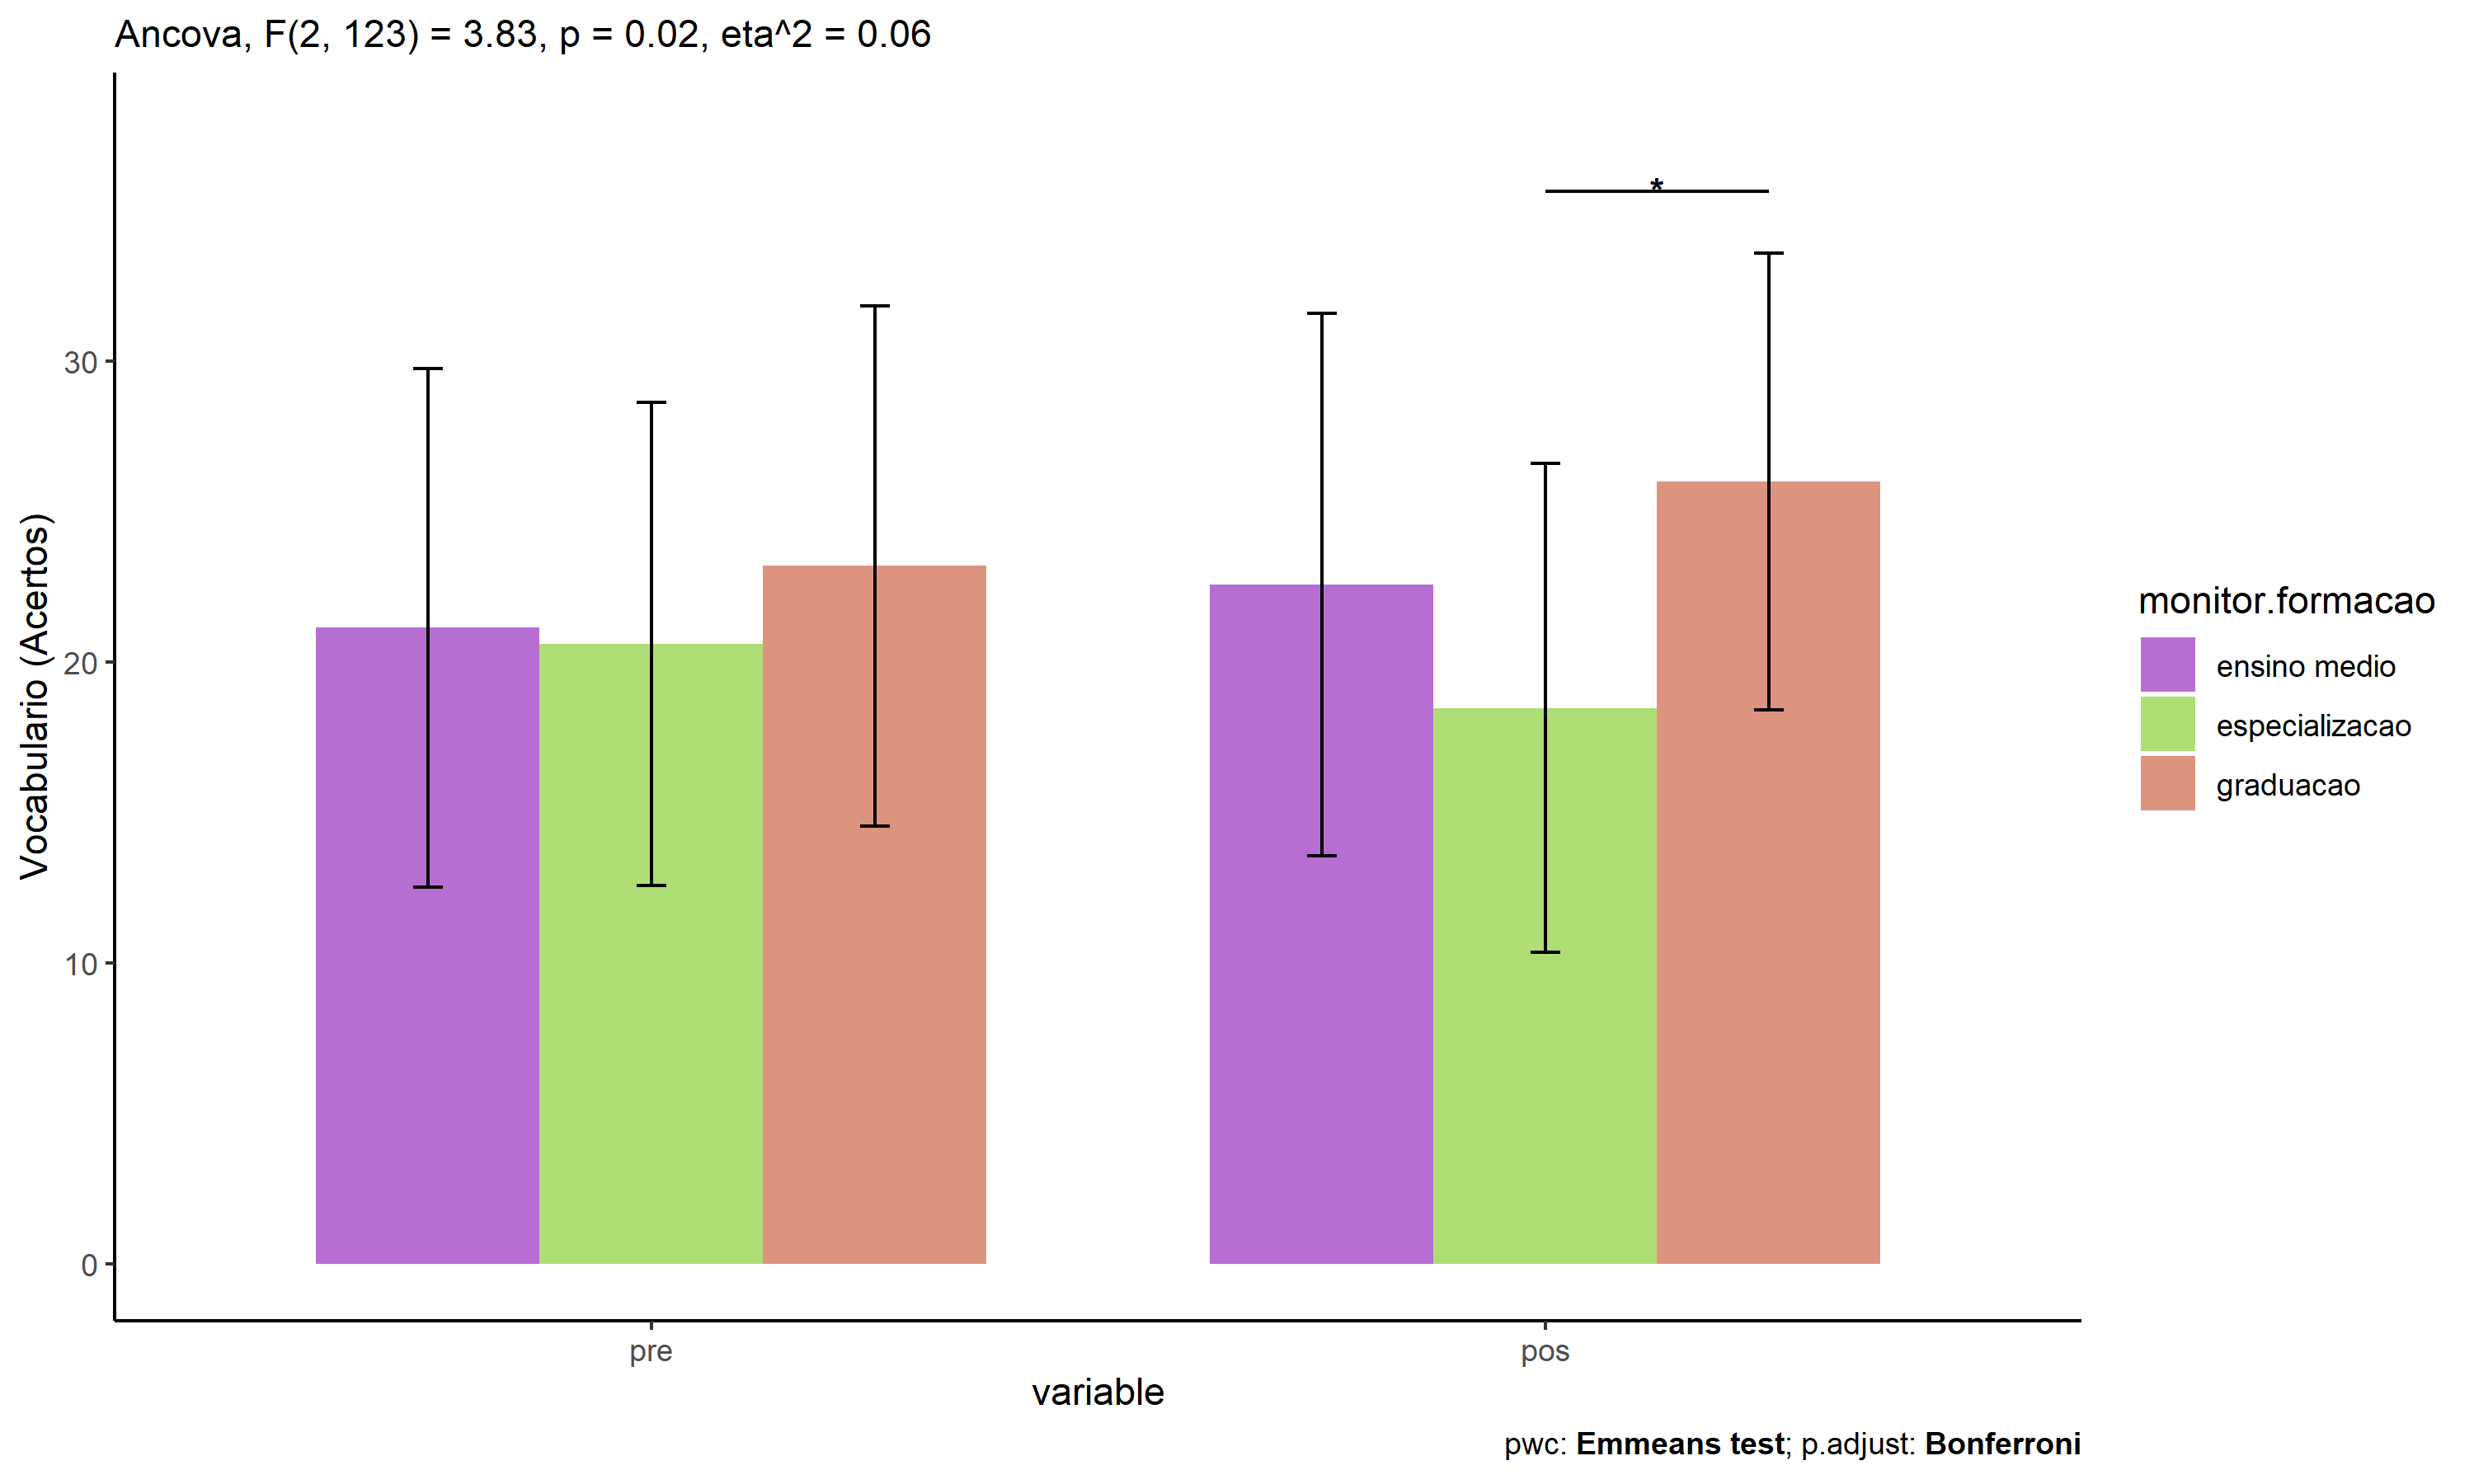 Ancova, F(2, 123) = 3.83, p = 0.02, eta^2 = 0.06
*
30
20
10
0
Vocabulario (Acertos)
pre
pos
variable
monitor.formacao
ensino medio
especializacao
graduacao
pwc: Emmeans test; p.adjust: Bonferroni